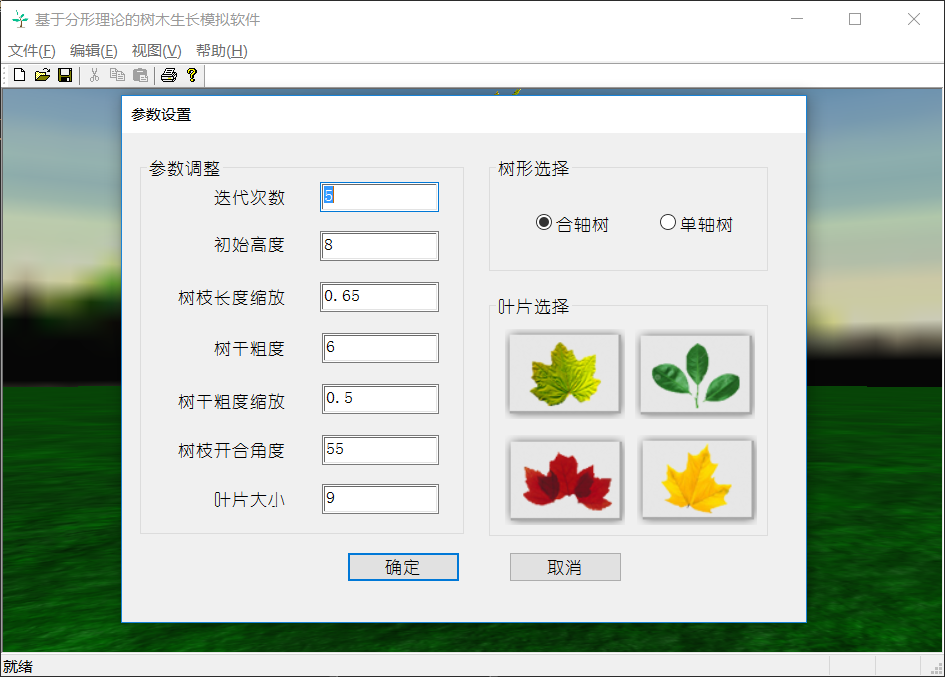 基于分形理论的树木生长模拟软件
文件(F) 编辑(E) 视图(V) 帮助(H)
参数设置
参数调整
迭代次数 5
初始高度 8
树枝长度缩放 0.65
树干粗度 6
树干粗度缩放 0.5
树枝开合角度 55
叶片大小 9
树形选择
合轴树 单轴树
叶片选择
确定 取消
就绪